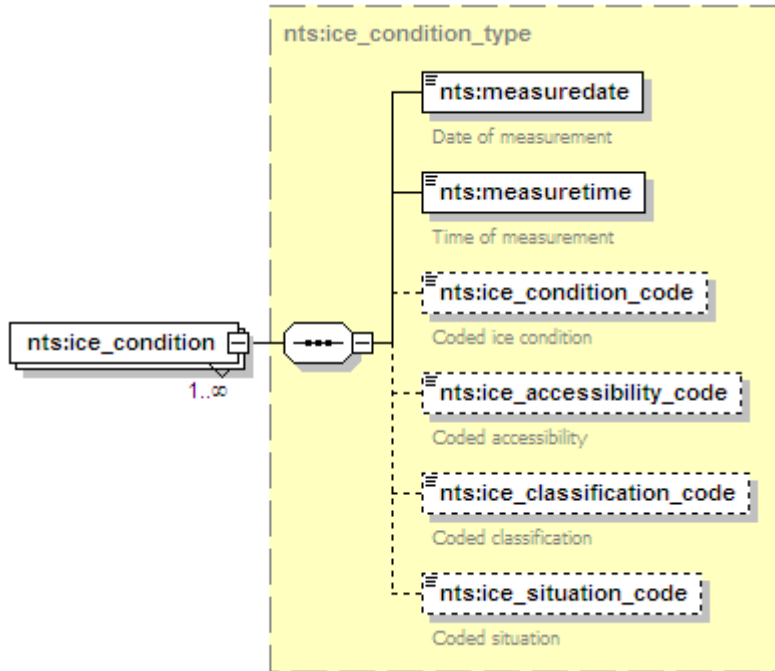 nts:ice_condition_type
nts:measuredate
Date of measurement
nts:measuretime
Time of measurement
nts:ice_condition_code
Coded ice condition
nts:ice_condition
1..∞
nts:ice_accessibility_code
Coded accessibility
nts:ice_classification_code
Coded classification
nts:ice_situation_code
Coded situation